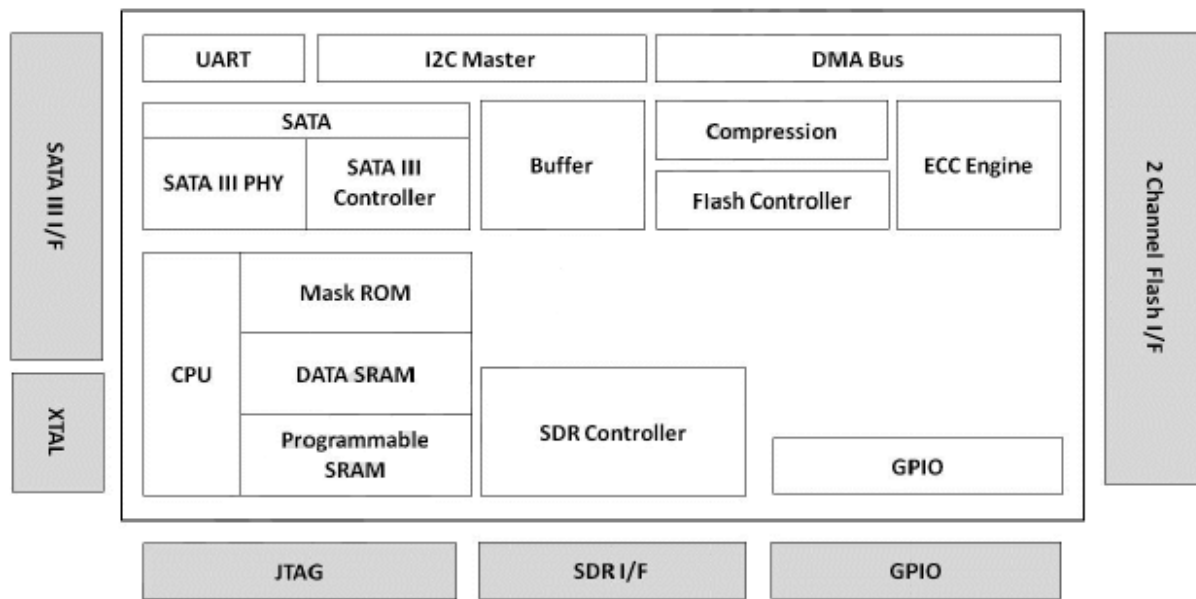 UART
I2C Master
DMA Bus
SATA
SATA III PHY
SATA III
Controller
Buffer
Compression
Flash Controller
ECC Engine
SATA III I/F
2 Channel Flash I/F
CPU
Mask ROM
DATA SRAM
Programmable
SRAM
SDR Controller
GPIO
XTAL
JTAG
SDR I/F
GPIO